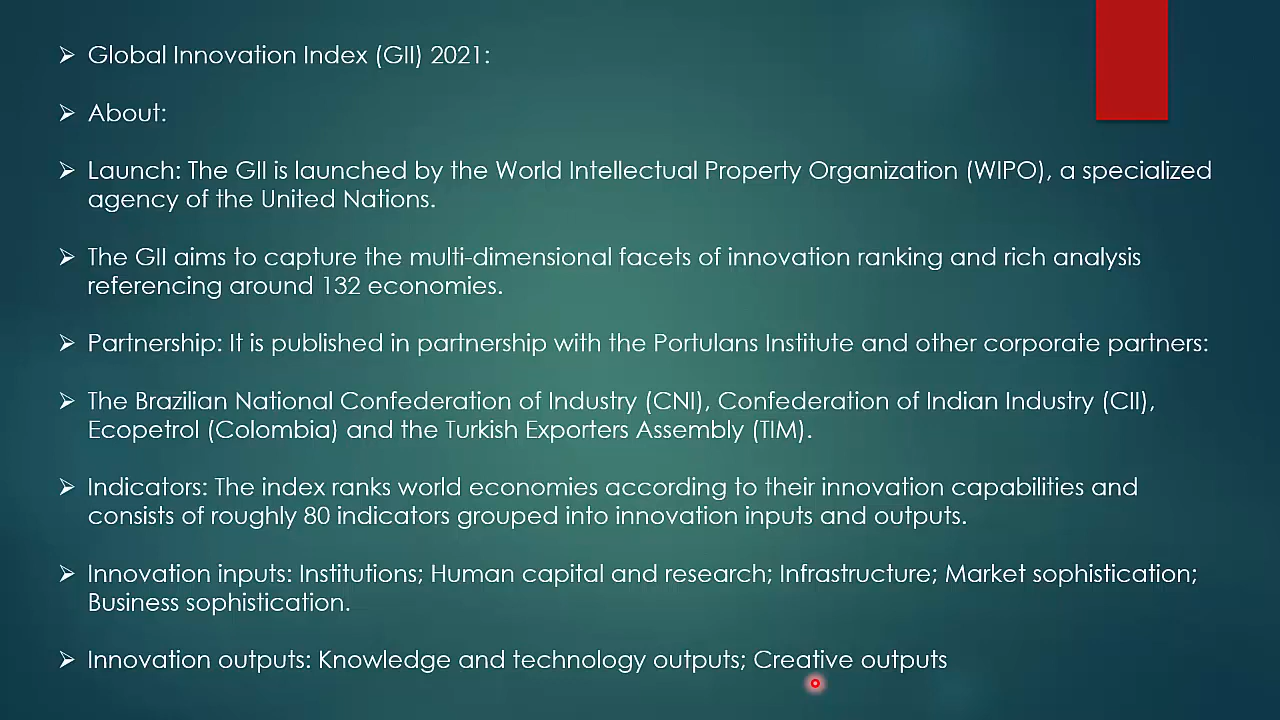 Global Innovation Index (GII) 2021:
About:
Launch: The GII is launched by the World Intellectual Property Organization (WIPO), a specialized
agency of the United Nations.
The GII aims to capture the multi-dimensional facets of innovation ranking and rich analysis
referencing around 132 economies.
Partnership: It is published in partnership with the Portulans Institute and other corporate partners:
The Brazilian National Confederation of Industry (CNI), Confederation of Indian Industry (CII),
Ecopetrol (Colombia) and the Turkish Exporters Assembly (TIM).
Indicators: The index ranks world economies according to their innovation capabilities and
consists of roughly 80 indicators grouped into innovation inputs and outputs.
Innovation inputs: Institutions; Human capital and research; Infrastructure; Market sophistication;
Business sophistication.
Innovation outputs: Knowledge and technology outputs; Creative outputs